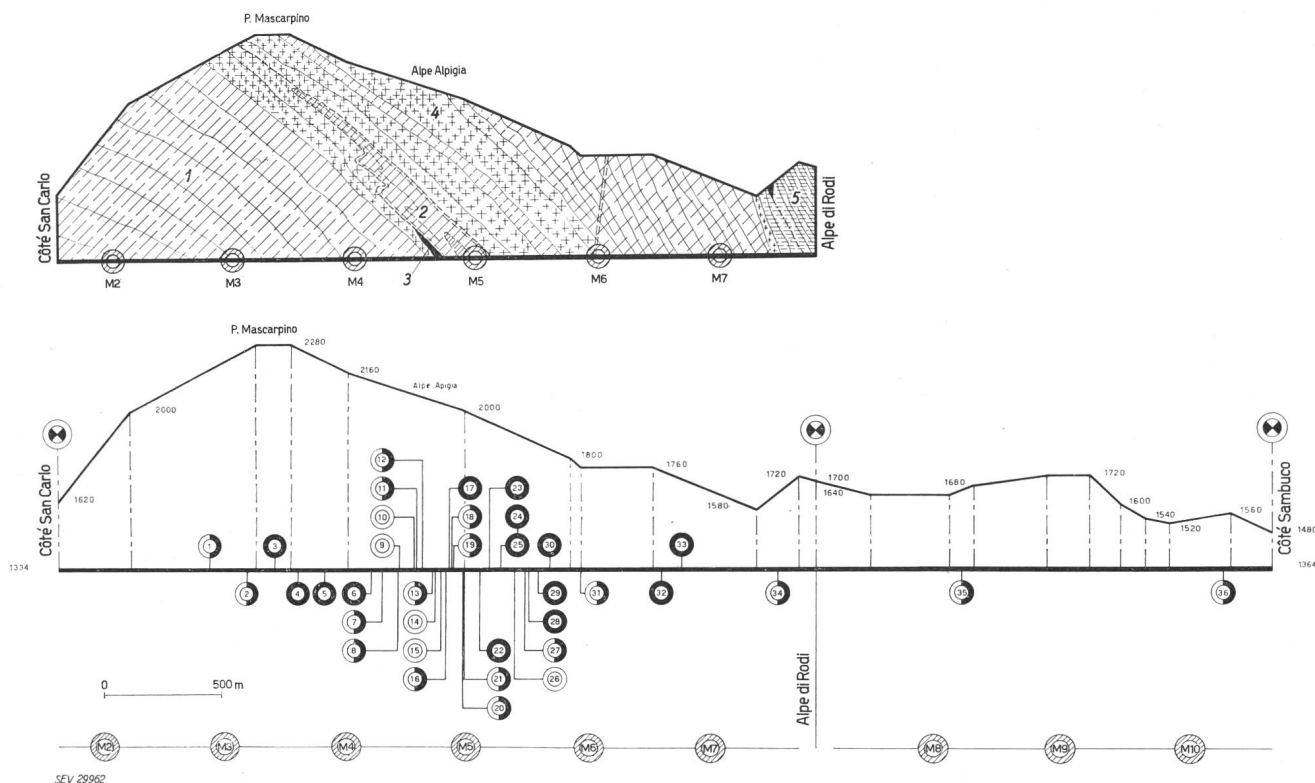 P. Mascarpino
Alpe Alpigia
4
1
5
2
3
Côté San Carlo
Alpe di Rodi
M2
M3
M4
M5
M6
M7
P. Mascarpino
2280
2160
Alpe Apigia
2000
2000
1800
1760
1720
1700
1680
1720
1640
1620
1580
1600
1540
1560
1520
1480
12
17
23
11
10
18
24
9
19
25
1
3
30
33
Côté San Carlo
Côté Sambuco
1334
1364
2
4
5
6
13
29
31
32
34
35
36
7
14
28
8
15
22
27
16
21
26
20
0 500 m
Alpe di Rodi
M2
M3
M4
M5
M6
M7
M8
M9
M10
SEV 29962